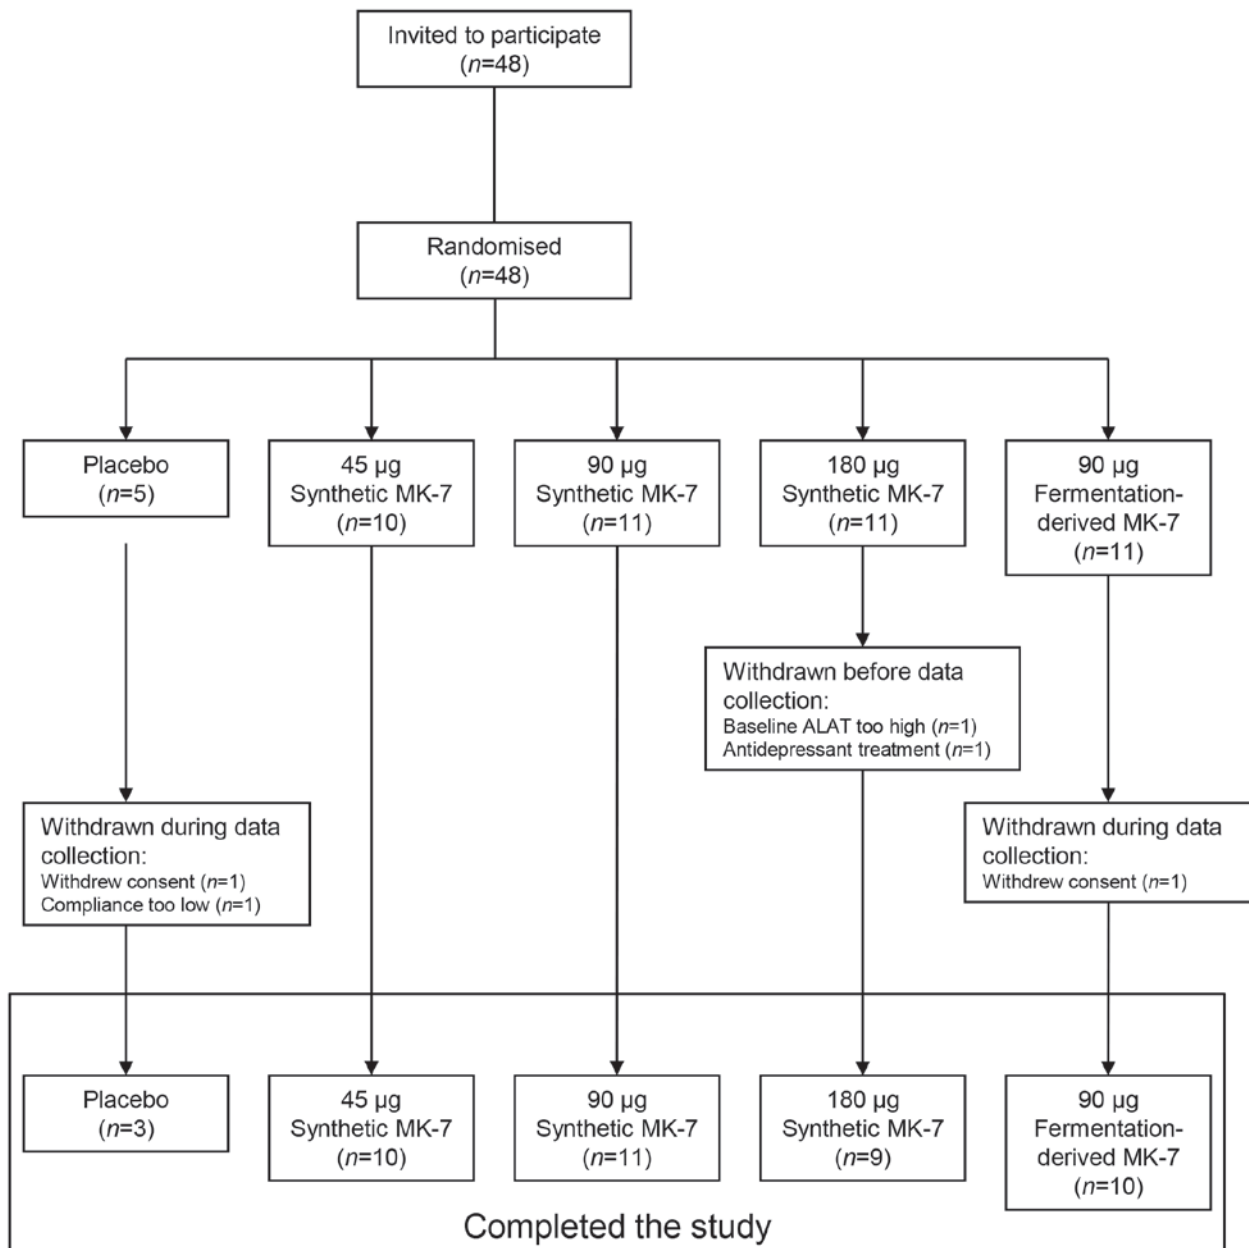 Invited to participate
(n=48)
Randomised
(n=48)
Placebo
(n=5)
45 µg
Synthetic MK-7
(n=10)
90 µg
Synthetic MK-7
(n=11)
180 µg
Synthetic MK-7
(n=11)
90 µg
Fermentation-
derived MK-7
(n=11)
Withdrawn before data
collection:
Baseline ALAT too high (n=1)
Antidepressant treatment (n=1)
Withdrawn during data
collection:
Withdrew consent (n=1)
Compliance too low (n=1)
Withdrawn during data
collection:
Withdrew consent (n=1)
Placebo
(n=3)
45 µg
Synthetic MK-7
(n=10)
90 µg
Synthetic MK-7
(n=11)
180 µg
Synthetic MK-7
(n=9)
90 µg
Fermentation-
derived MK-7
(n=10)
Completed the study